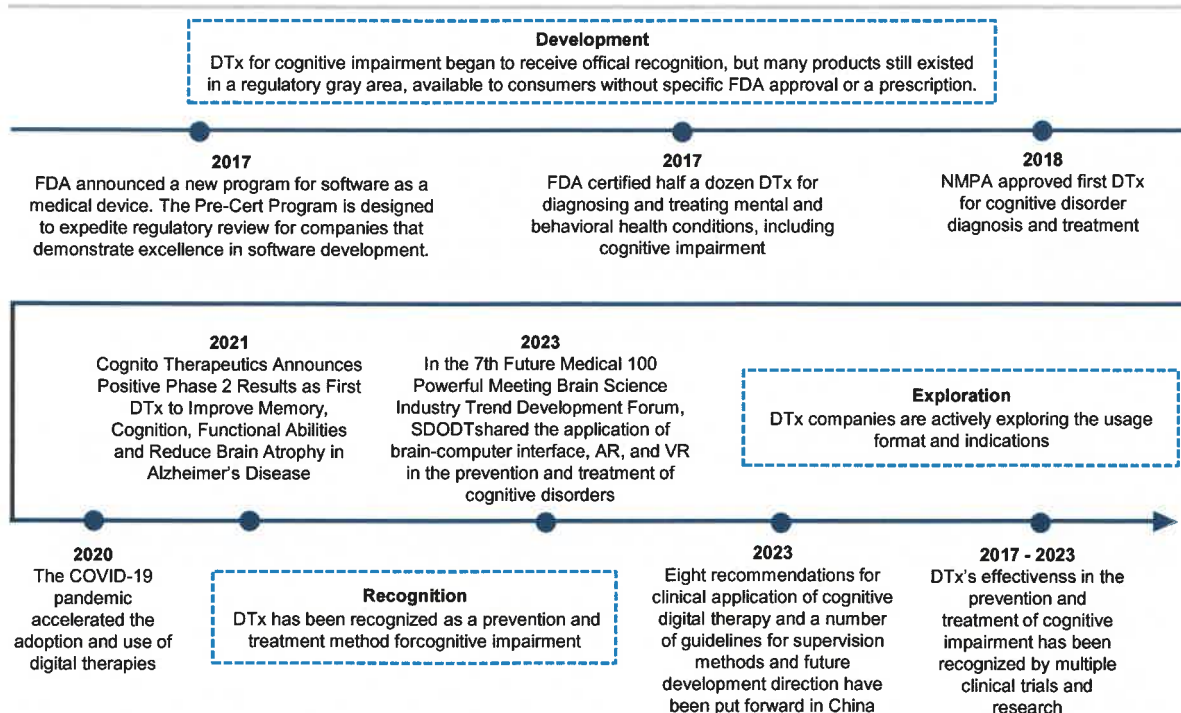 Development
DTx for cognitive impairment began to receive offical recognition, but many products still existed
in a regulatory gray area, available to consumers without specific FDA approval or a prescription.
2017
FDA announced a new program for software as a
medical device. The Pre-Cert Program is designed
to expedite regulatory review for companies that
demonstrate excellence in software development.
2017
FDA certified half a dozen DTx for
diagnosing and treating mental and
behavioral health conditions, including
cognitive impairment
2018
NMPA approved first DTx
for cognitive disorder
diagnosis and treatment
2021
Cognito Therapeutics Announces
Positive Phase 2 Results as First
DTx to Improve Memory,
Cognition, Functional Abilities
and Reduce Brain Atrophy in
Alzheimer's Disease
2023
In the 7th Future Medical 100
Powerful Meeting Brain Science
Industry Trend Development Forum,
SDODTshared the application of
brain-computer interface, AR, and VR
in the prevention and treatment of
cognitive disorders
Exploration
DTx companies are actively exploring the usage
format and indications
2020
The COVID-19
pandemic
accelerated the
adoption and use of
digital therapies
Recognition
DTx has been recognized as a prevention and
treatment method forcognitive impairment
2023
Eight recommendations for
clinical application of cognitive
digital therapy and a number
of guidelines for supervision
methods and future
development direction have
been put forward in China
2017 - 2023
DTx's effectivenss in the
prevention and
treatment of cognitive
impairment has been
recognized by multiple
clinical trials and
research